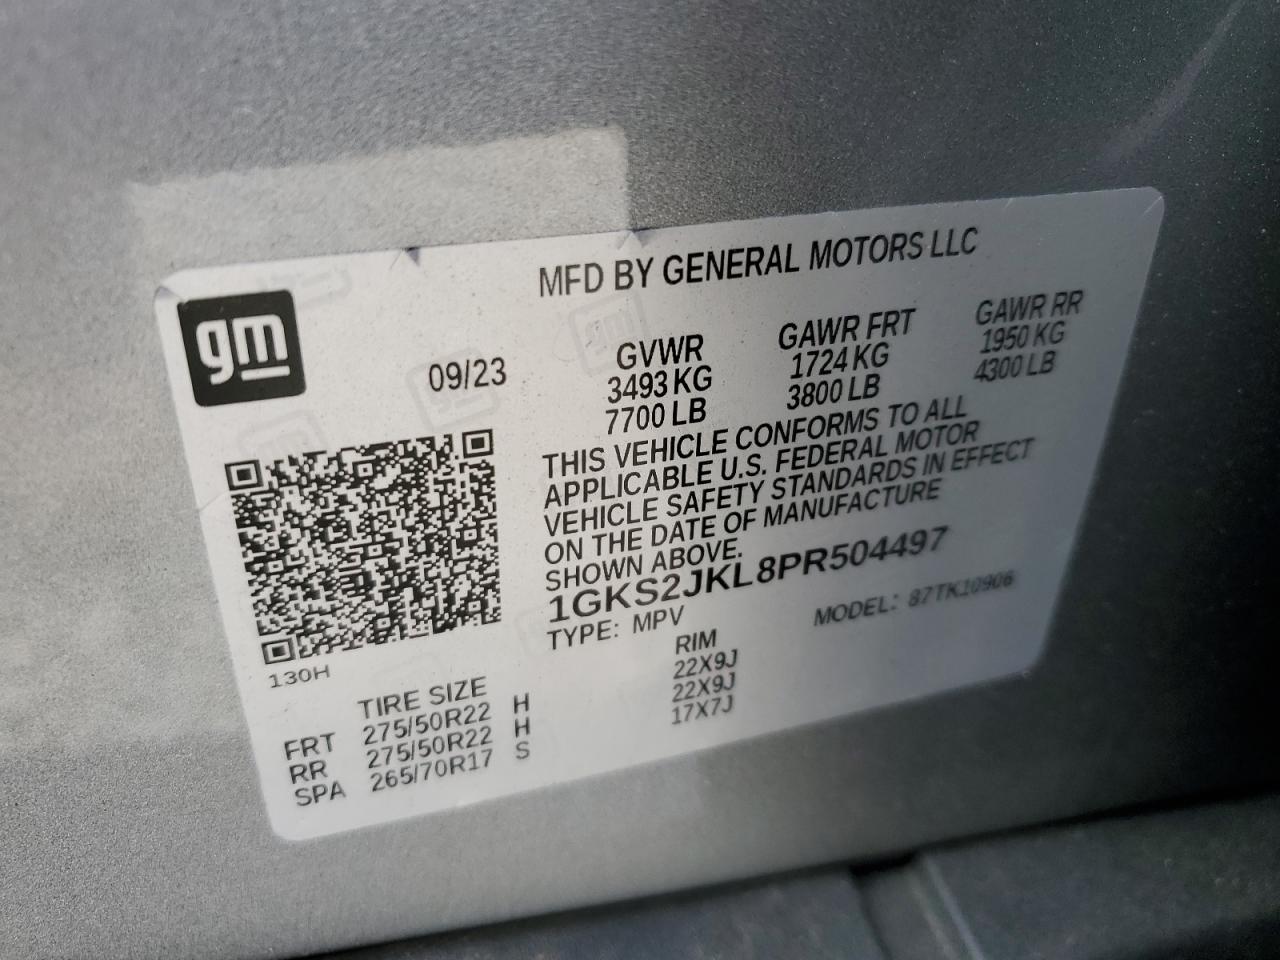 MFD BY GENERAL MOTORS LLC
gm
09/23
GVWR GAWR FRT GAWR RR
3493 KG 1724 KG 1950 KG
7700 LB 3800 LB 4300 LB
THIS VEHICLE CONFORMS TO ALL
APPLICABLE U.S. FEDERAL MOTOR
VEHICLE SAFETY STANDARDS IN EFFECT
ON THE DATE OF MANUFACTURE
SHOWN ABOVE.
1GKS2JKL8PR504497
TYPE: MPV MODEL: 87TK10906
130H
TIRE SIZE RIM
FRT 275/50R22 H 22X9J
RR 275/50R22 H 22X9J
SPA 265/70R17 S 17X7J